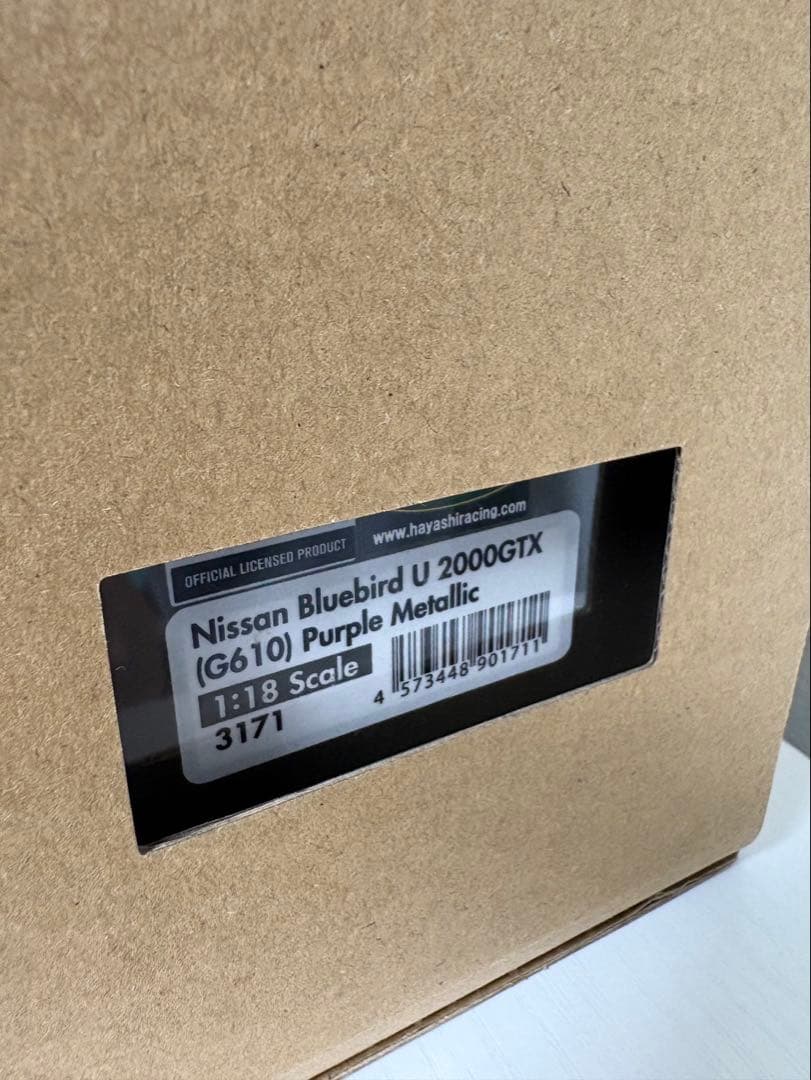 www.hayashiracing.com
OFFICIAL LICENSED PRODUCT
Nissan Bluebird U 2000GTX
(G610) Purple Metallic
1:18 Scale
3171
4 573448 901711